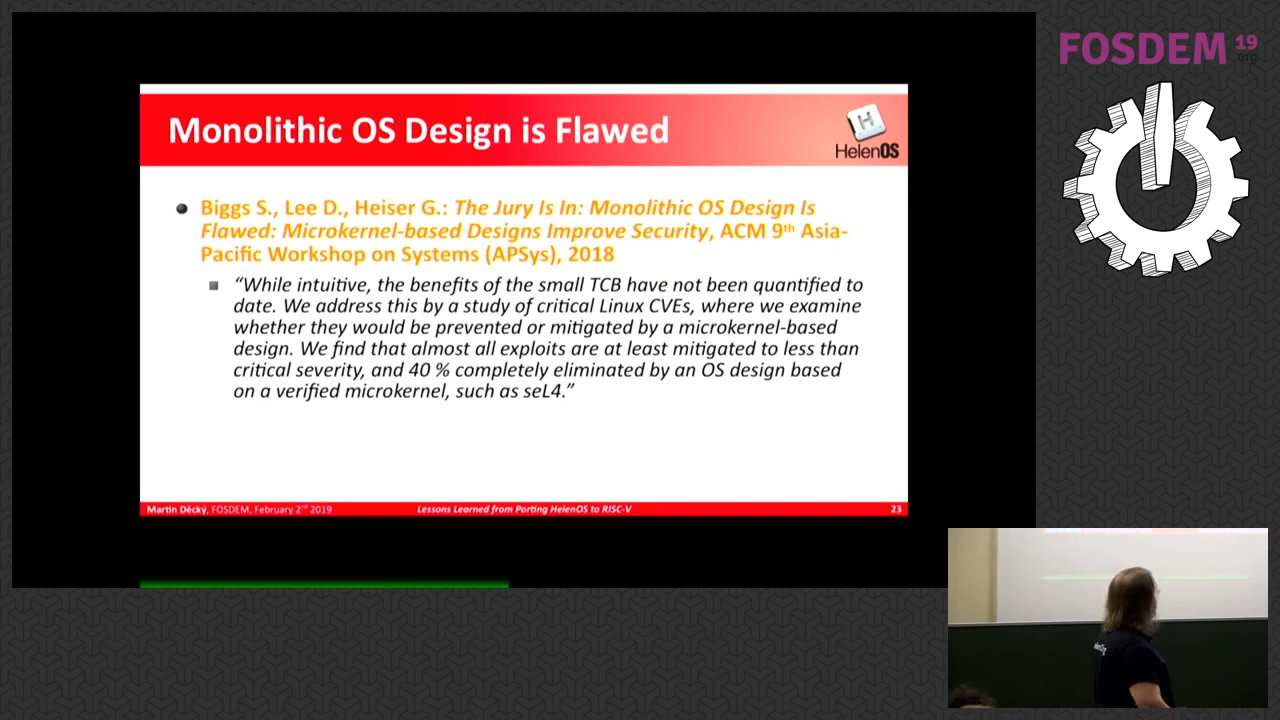 FOSDEM 19
.org
Monolithic OS Design is Flawed
HelenOS
Biggs S., Lee D., Heiser G.: The Jury Is In: Monolithic OS Design Is
Flawed: Microkernel-based Designs Improve Security, ACM 9th Asia-
Pacific Workshop on Systems (APSys), 2018
“While intuitive, the benefits of the small TCB have not been quantified to
date. We address this by a study of critical Linux CVEs, where we examine
whether they would be prevented or mitigated by a microkernel-based
design. We find that almost all exploits are at least mitigated to less than
critical severity, and 40 % completely eliminated by an OS design based
on a verified microkernel, such as seL4.”
Martin Děcký, FOSDEM, February 2nd 2019 Lessons Learned from Porting HelenOS to RISC-V 23